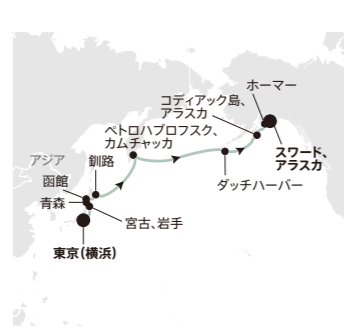 ホーマー
コディアック島、
アラスカ
ペトロハブロフスク、
カムチャッカ
スワード、
アラスカ
アジア
釧路
ダッチハーバー
函館
青森
宮古、岩手
東京(横浜)